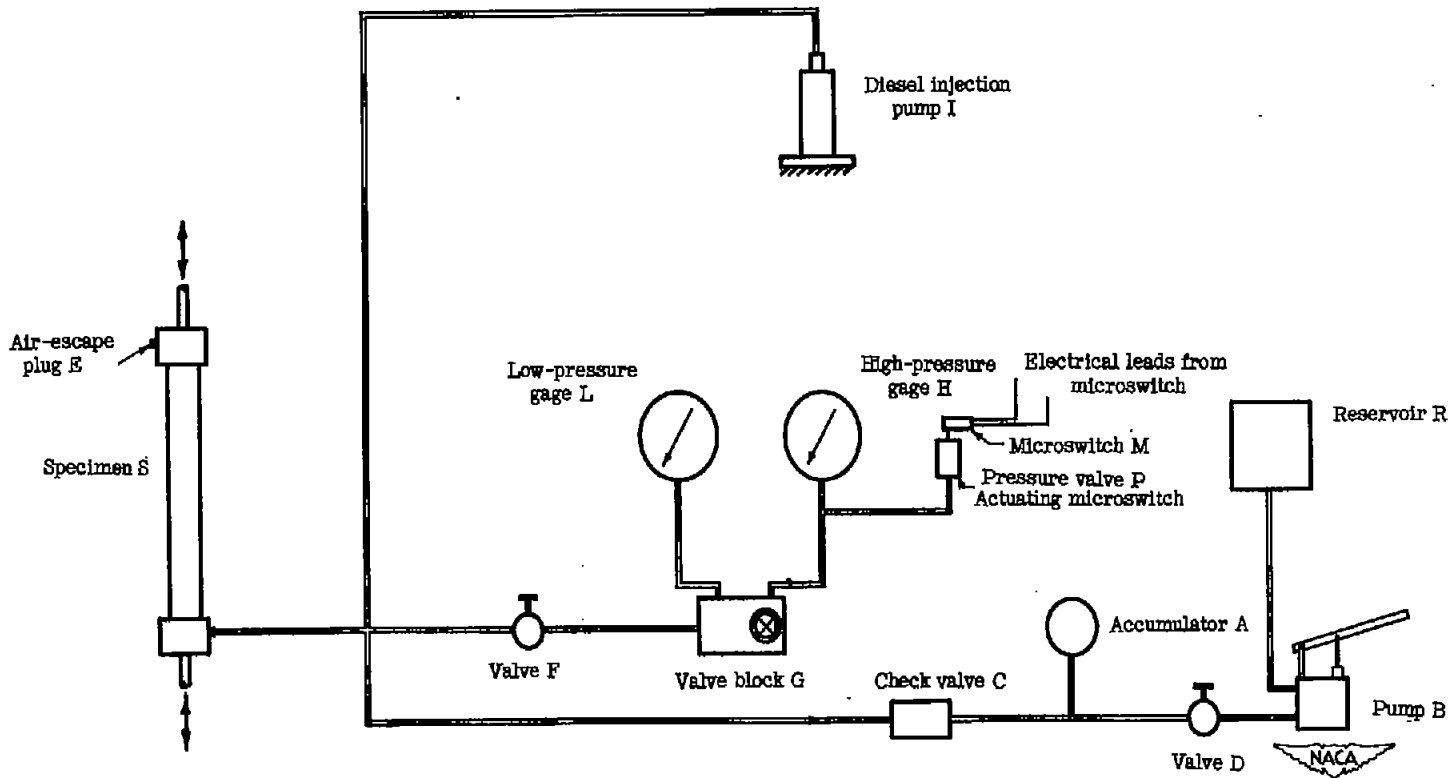 Diesel injection
pump I
Air-escape
plug E
Low-pressure
gage L
High-pressure
gage H
Electrical leads from
microswitch
Reservoir R
Microswitch M
Specimen S
Pressure valve P
Actuating microswitch
Accumulator A
Valve F
Valve block G
Check valve C
Pump B
Valve D
NACA